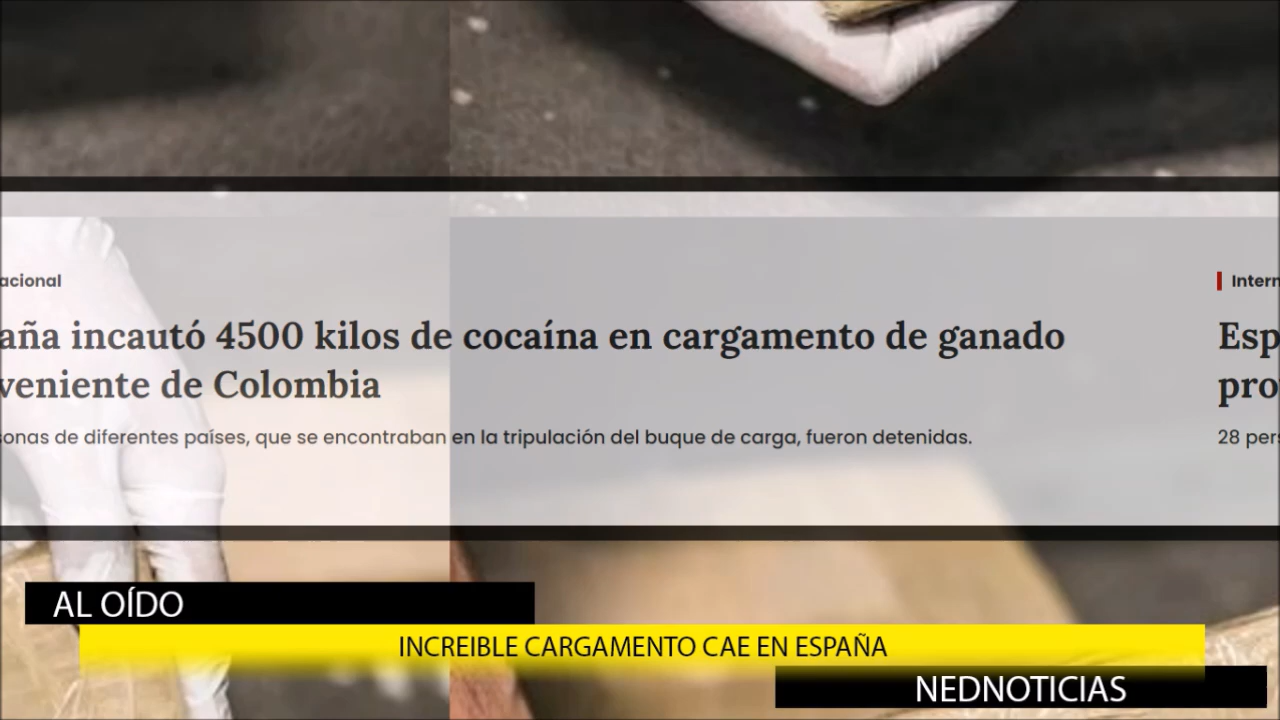 acional
aña incautó 4500 kilos de cocaína en cargamento de ganado
veniente de Colombia
sonas de diferentes países, que se encontraban en la tripulación del buque de carga, fueron detenidas.
Intern
Esp
pro
28 pers
AL OÍDO
INCREIBLE CARGAMENTO CAE EN ESPAÑA
NEDNOTICIAS